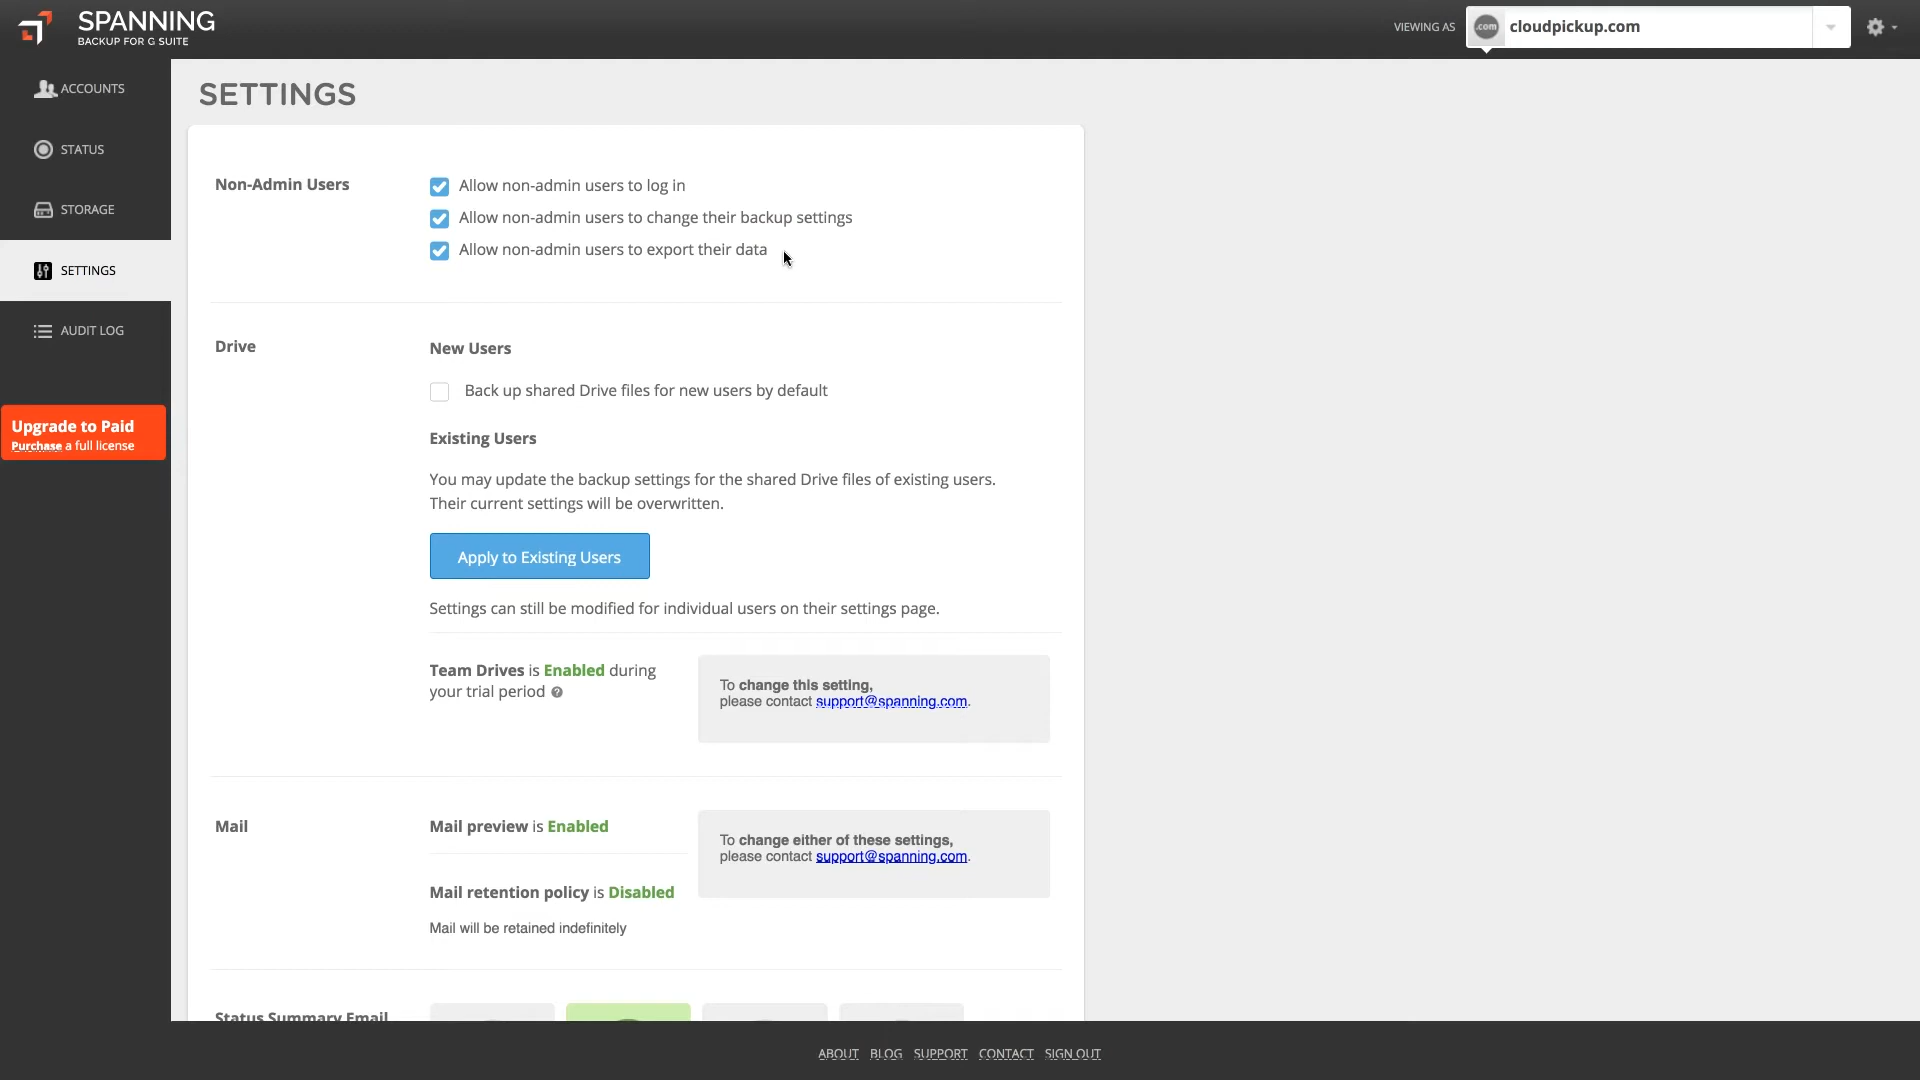 SPANNING
BACKUP FOR G SUITE
VIEWING AS
.com
cloudpickup.com
ACCOUNTS
STATUS
STORAGE
SETTINGS
AUDIT LOG
Upgrade to Paid
Purchase a full license
SETTINGS
Non-Admin Users
Allow non-admin users to log in
Allow non-admin users to change their backup settings
Allow non-admin users to export their data
Drive
New Users
Back up shared Drive files for new users by default
Existing Users
You may update the backup settings for the shared Drive files of existing users.
Their current settings will be overwritten.
Apply to Existing Users
Settings can still be modified for individual users on their settings page.
Team Drives is Enabled during
your trial period ?
To change this setting,
please contact support@spanning.com.
Mail
Mail preview is Enabled
To change either of these settings,
please contact support@spanning.com.
Mail retention policy is Disabled
Mail will be retained indefinitely
Status Summary Email
ABOUT BLOG SUPPORT CONTACT SIGN OUT